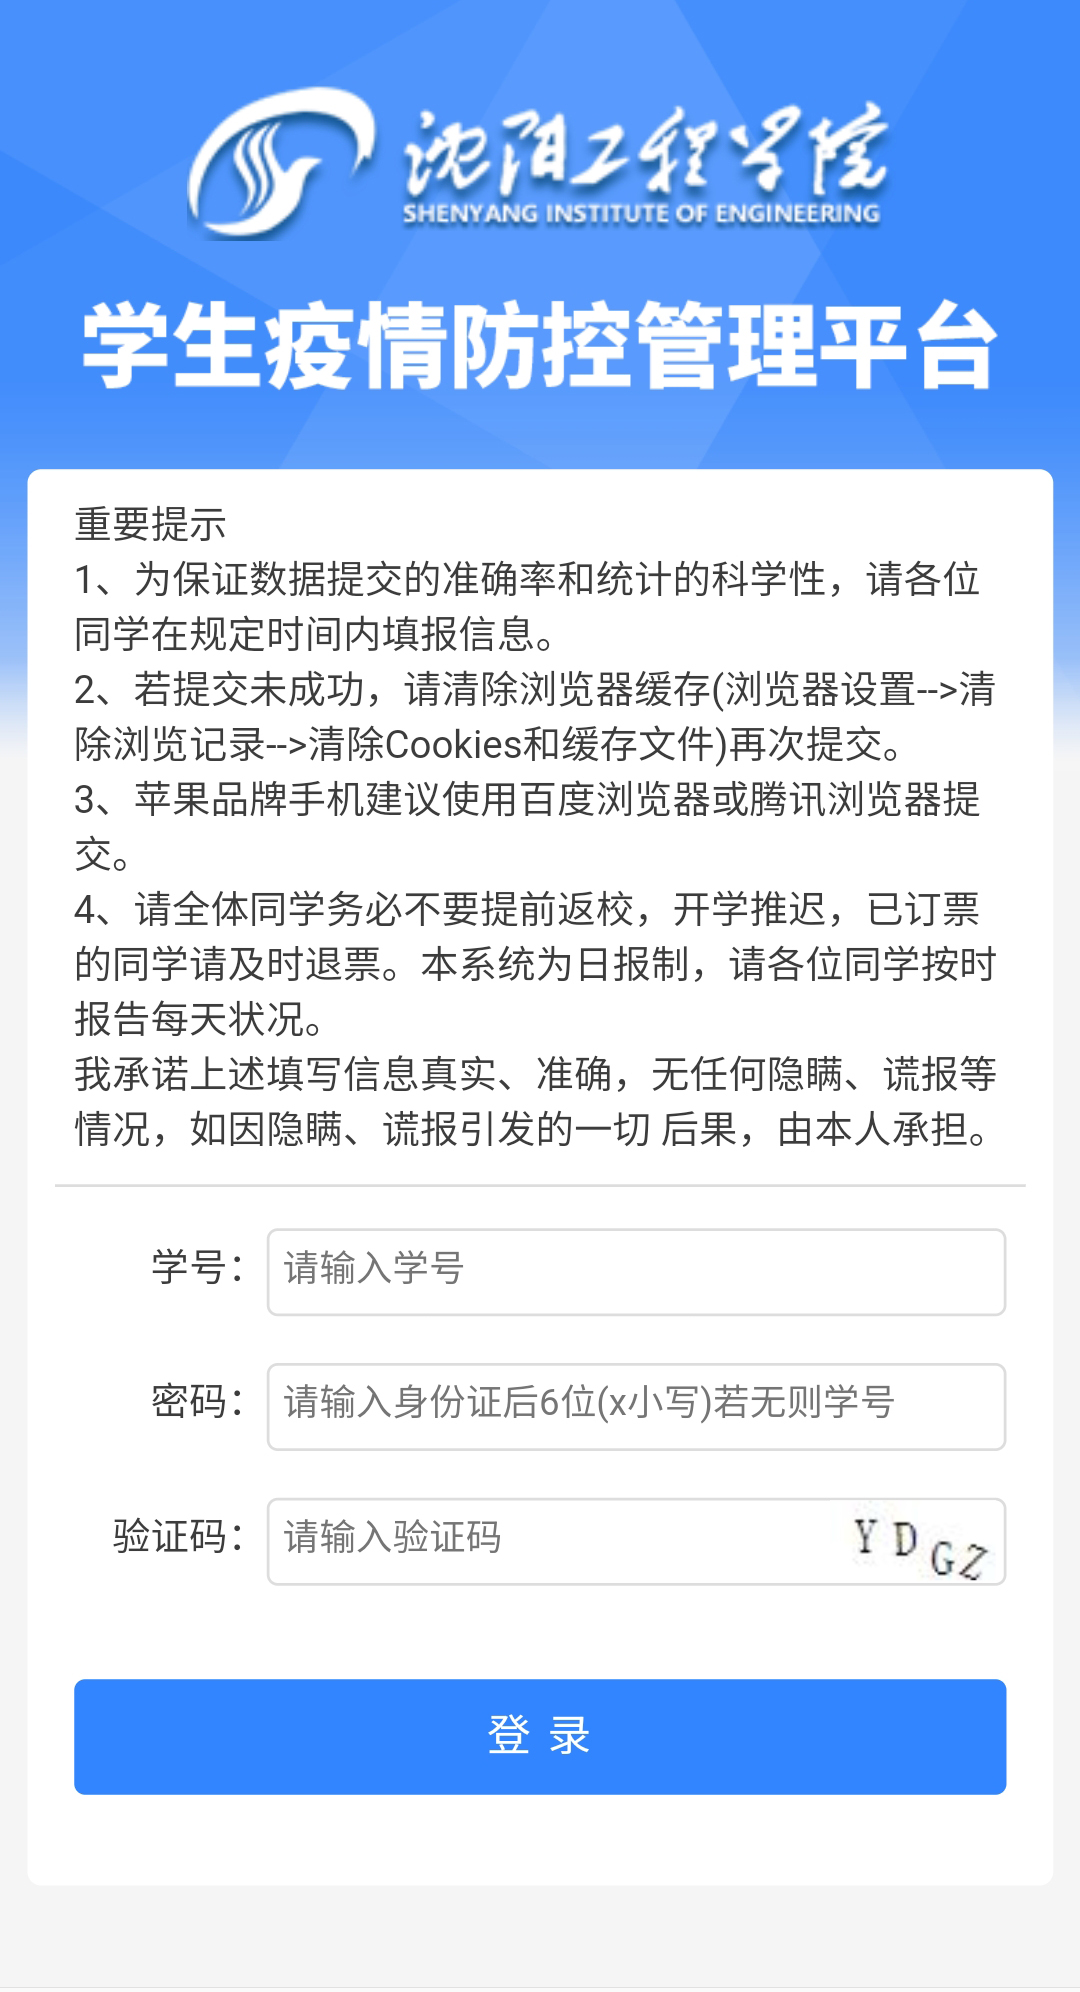 沈阳工程学院
SHENYANG INSTITUTE OF ENGINEERING
学生疫情防控管理平台
重要提示
1、为保证数据提交的准确率和统计的科学性，请各位
同学在规定时间内填报信息。
2、若提交未成功，请清除浏览器缓存(浏览器设置-->清
除浏览记录-->清除Cookies和缓存文件)再次提交。
3、苹果品牌手机建议使用百度浏览器或腾讯浏览器提
交。
4、请全体同学务必不要提前返校，开学推迟，已订票
的同学请及时退票。本系统为日报制，请各位同学按时
报告每天状况。
我承诺上述填写信息真实、准确，无任何隐瞒、谎报等
情况，如因隐瞒、谎报引发的一切 后果，由本人承担。
学号： 请输入学号
密码： 请输入身份证后6位(x小写)若无则学号
验证码： 请输入验证码 YDGZ
登 录